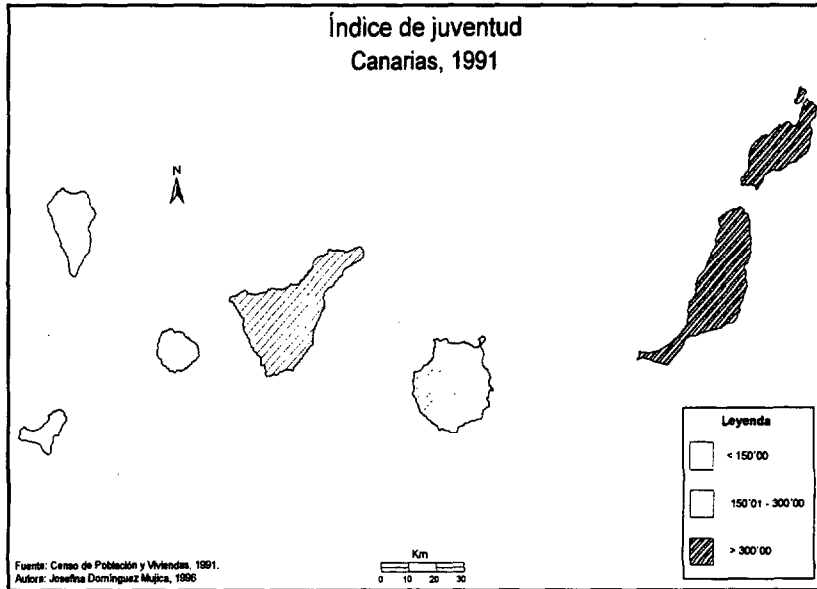 Índice de juventud
Canarias, 1991
N
Leyenda
< 150'00
150'01 - 300'00
> 300'00
Km
0 10 20 30
Fuente: Censo de Población y Viviendas, 1991.
Autora: Josefina Domínguez Mujica, 1996